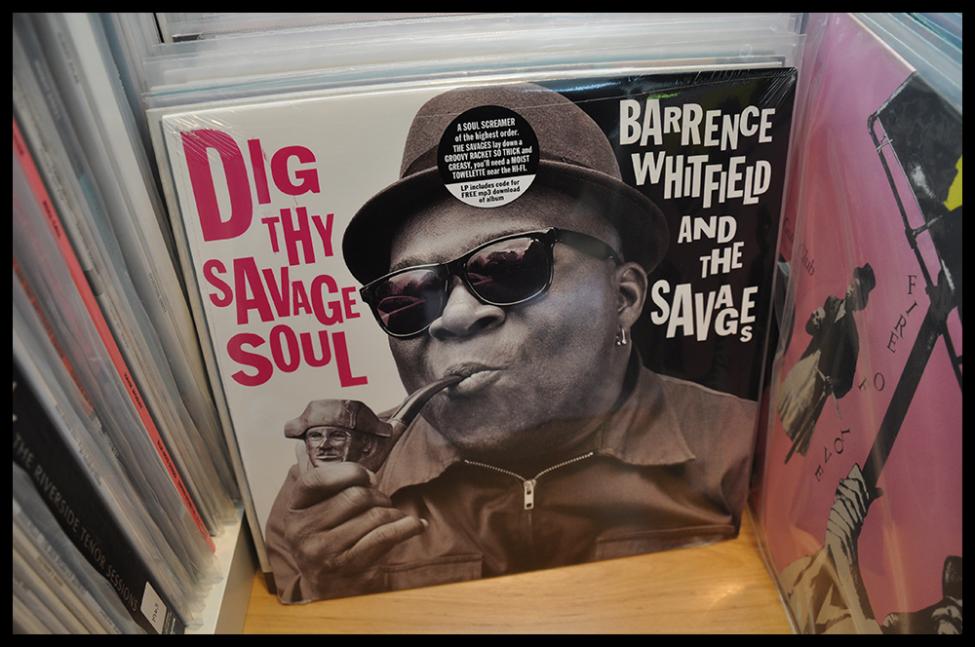 DIG
THY
SAVAGE
SOUL
A SOUL SCREAMER
of the highest order.
THE SAVAGES lay down a
GROOVY RACKET SO THICK and
GREASY, you'll need a MOIST
TOWELETTE near the HI-FI.
LP includes code for
FREE mp3 download
of album
BARRENCE
WHITFIELD
AND
THE
SAVAGES
THE RIVERSIDE TENOR SESSIONS
FIRE
TO
LOVE